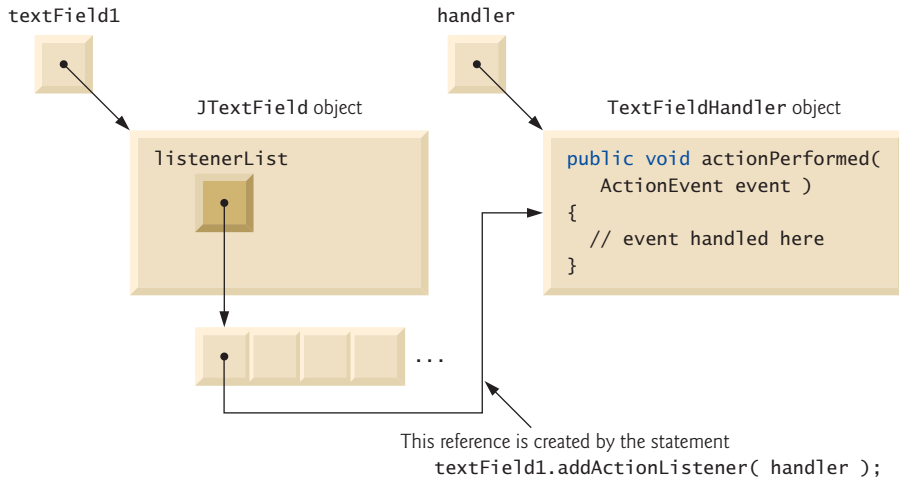 textField1
handler
JTextField object
TextFieldHandler object
listenerList
public void actionPerformed(
ActionEvent event )
{
// event handled here
}
...
This reference is created by the statement
textField1.addActionListener( handler );